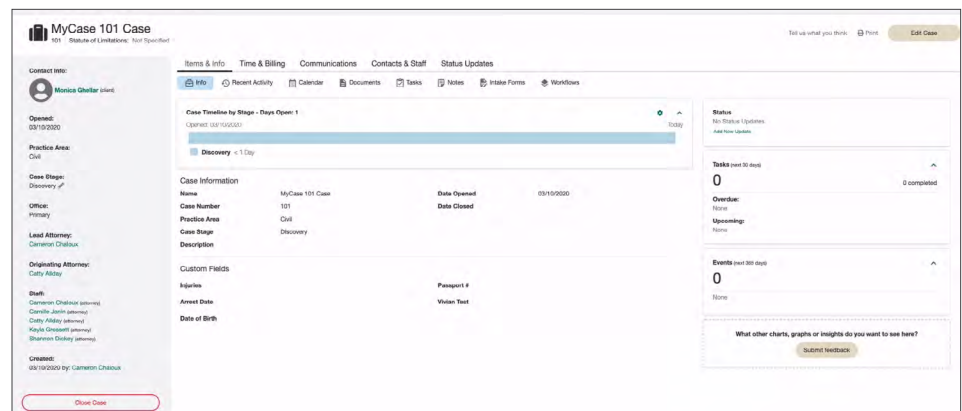 MyCase 101 Case
101 Statute of Limitations: Not Specified
Tell us what you think Print Edit Case
Contact Info:
Monica Ghellar (client)
Opened:
03/10/2020
Practice Area:
Civil
Case Stage:
Discovery
Office:
Primary
Lead Attorney:
Cameron Chaloux
Originating Attorney:
Catty Allday
Staff:
Cameron Chaloux (attorney)
Camille Janin (attorney)
Catty Allday (attorney)
Kayla Gressett (attorney)
Shannon Dickey (attorney)
Created:
03/10/2020 by: Cameron Chaloux
Close Case
Items & Info Time & Billing Communications Contacts & Staff Status Updates
Info Recent Activity Calendar Documents Tasks Notes Intake Forms Workflows
Case Timeline by Stage - Days Open: 1
Opened: 03/10/2020 Today
Discovery < 1 Day
Case Information
Name MyCase 101 Case Date Opened 03/10/2020
Case Number 101 Date Closed
Practice Area Civil
Case Stage Discovery
Description
Custom Fields
Injuries Passport #
Arrest Date Vivian Test
Date of Birth
Status
No Status Updates
Add New Update
Tasks (next 30 days)
0 0 completed
Overdue:
None
Upcoming:
None
Events (next 365 days)
0
None
What other charts, graphs or insights do you want to see here?
Submit feedback